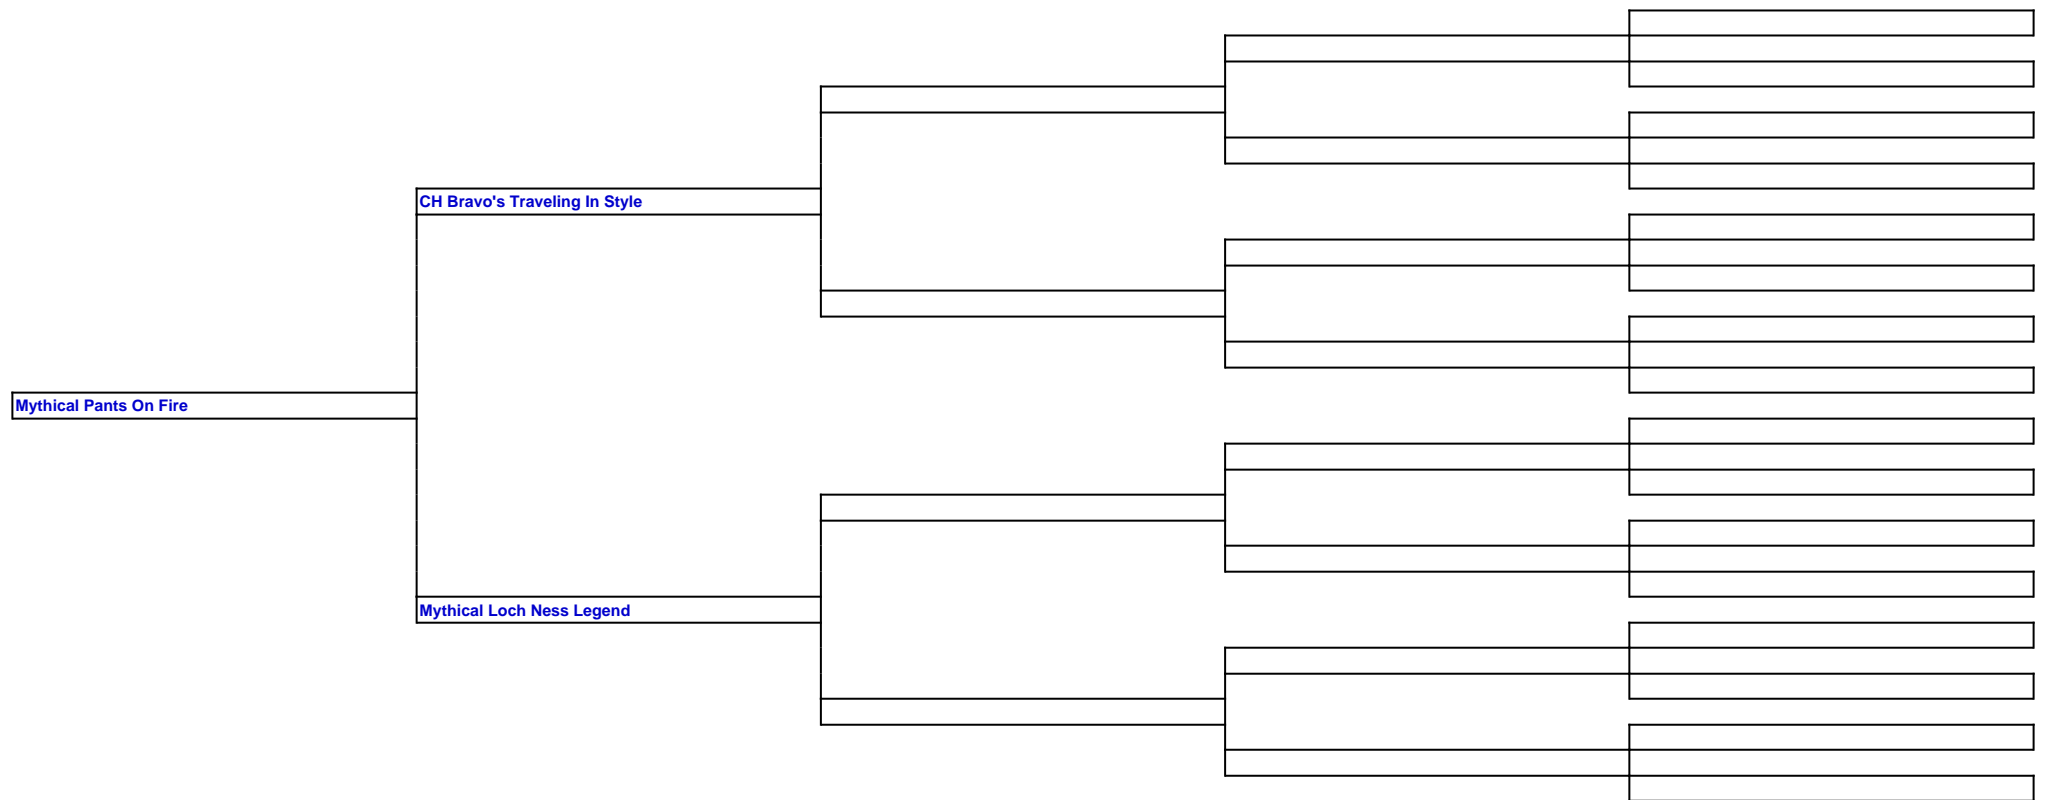 CH Bravo's Traveling In Style
Mythical Pants On Fire
Mythical Loch Ness Legend